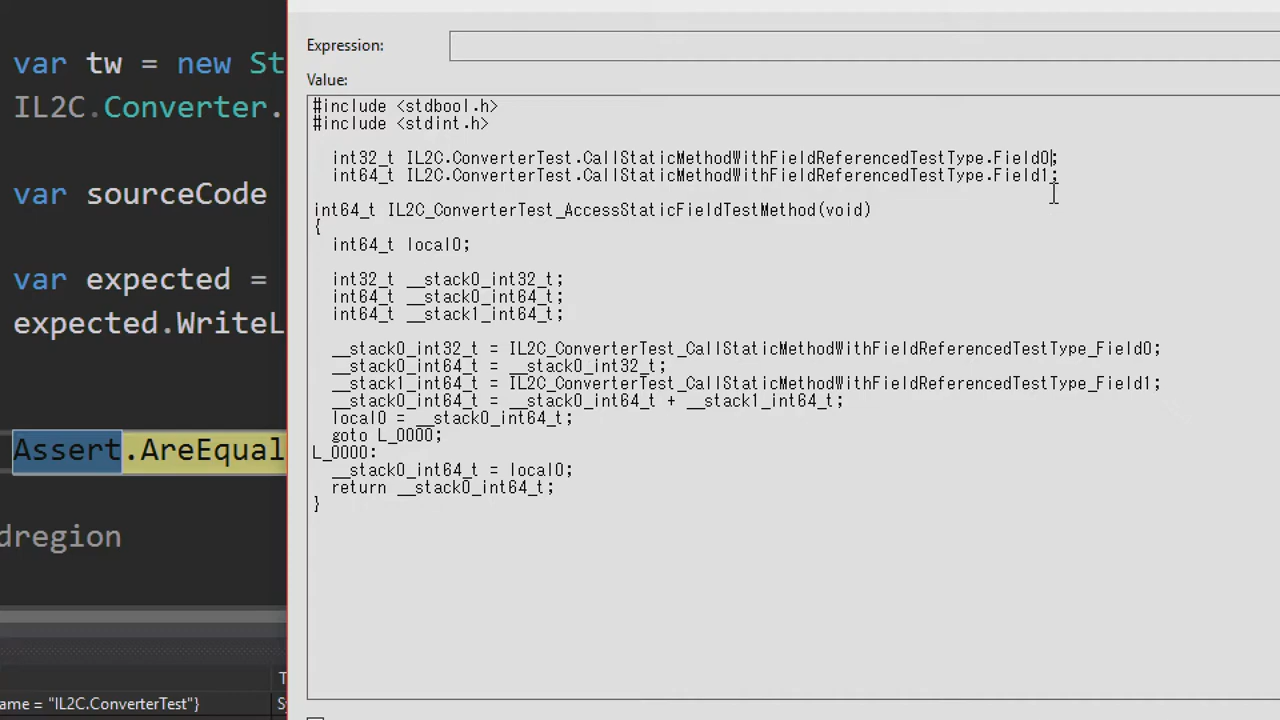 var tw = new St
IL2C.Converter.
var sourceCode
var expected =
expected.WriteL
Assert.AreEqual
dregion
ame = "IL2C.ConverterTest"}
Expression:
Value:
#include <stdbool.h>
#include <stdint.h>
int32_t IL2C.ConverterTest.CallStaticMethodWithFieldReferencedTestType.Field0;
int64_t IL2C.ConverterTest.CallStaticMethodWithFieldReferencedTestType.Field1;
int64_t IL2C_ConverterTest_AccessStaticFieldTestMethod(void)
{
int64_t local0;
int32_t __stack0_int32_t;
int64_t __stack0_int64_t;
int64_t __stack1_int64_t;
__stack0_int32_t = IL2C_ConverterTest_CallStaticMethodWithFieldReferencedTestType_Field0;
__stack0_int64_t = __stack0_int32_t;
__stack1_int64_t = IL2C_ConverterTest_CallStaticMethodWithFieldReferencedTestType_Field1;
__stack0_int64_t = __stack0_int64_t + __stack1_int64_t;
local0 = __stack0_int64_t;
goto L_0000;
L_0000:
__stack0_int64_t = local0;
return __stack0_int64_t;
}